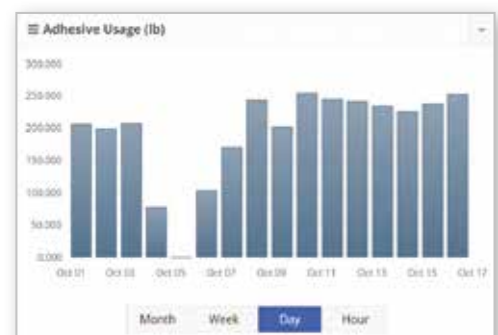 Adhesive Usage (lb)
300.000
250.000
200.000
150.000
100.000
50.000
0.000
Oct 01 Oct 03 Oct 05 Oct 07 Oct 09 Oct 11 Oct 13 Oct 15 Oct 17
Month Week Day Hour